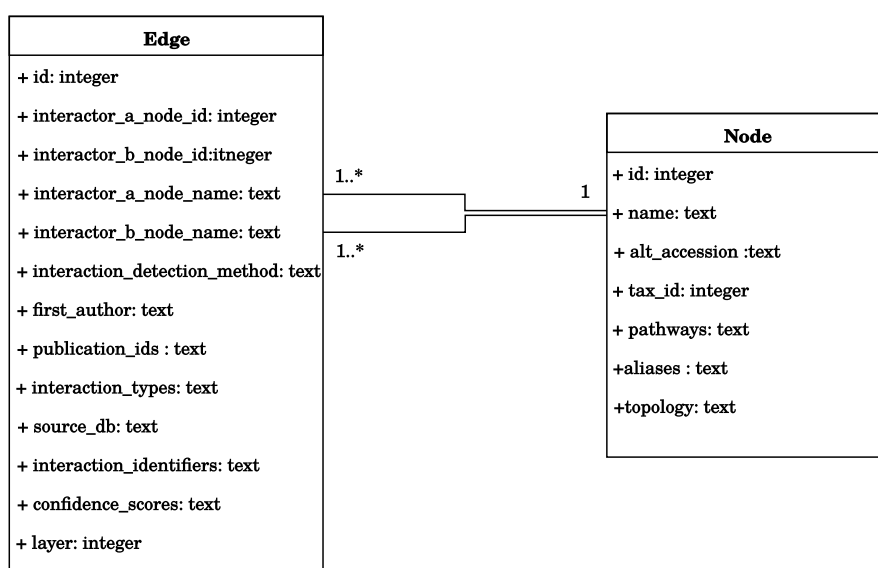 Edge
+ id: integer
+ interactor_a_node_id: integer
+ interactor_b_node_id:itneger
+ interactor_a_node_name: text
+ interactor_b_node_name: text
+ interaction_detection_method: text
+ first_author: text
+ publication_ids : text
+ interaction_types: text
+ source_db: text
+ interaction_identifiers: text
+ confidence_scores: text
+ layer: integer
1..*
1..*
1
Node
+ id: integer
+ name: text
+ alt_accession :text
+ tax_id: integer
+ pathways: text
+aliases : text
+topology: text